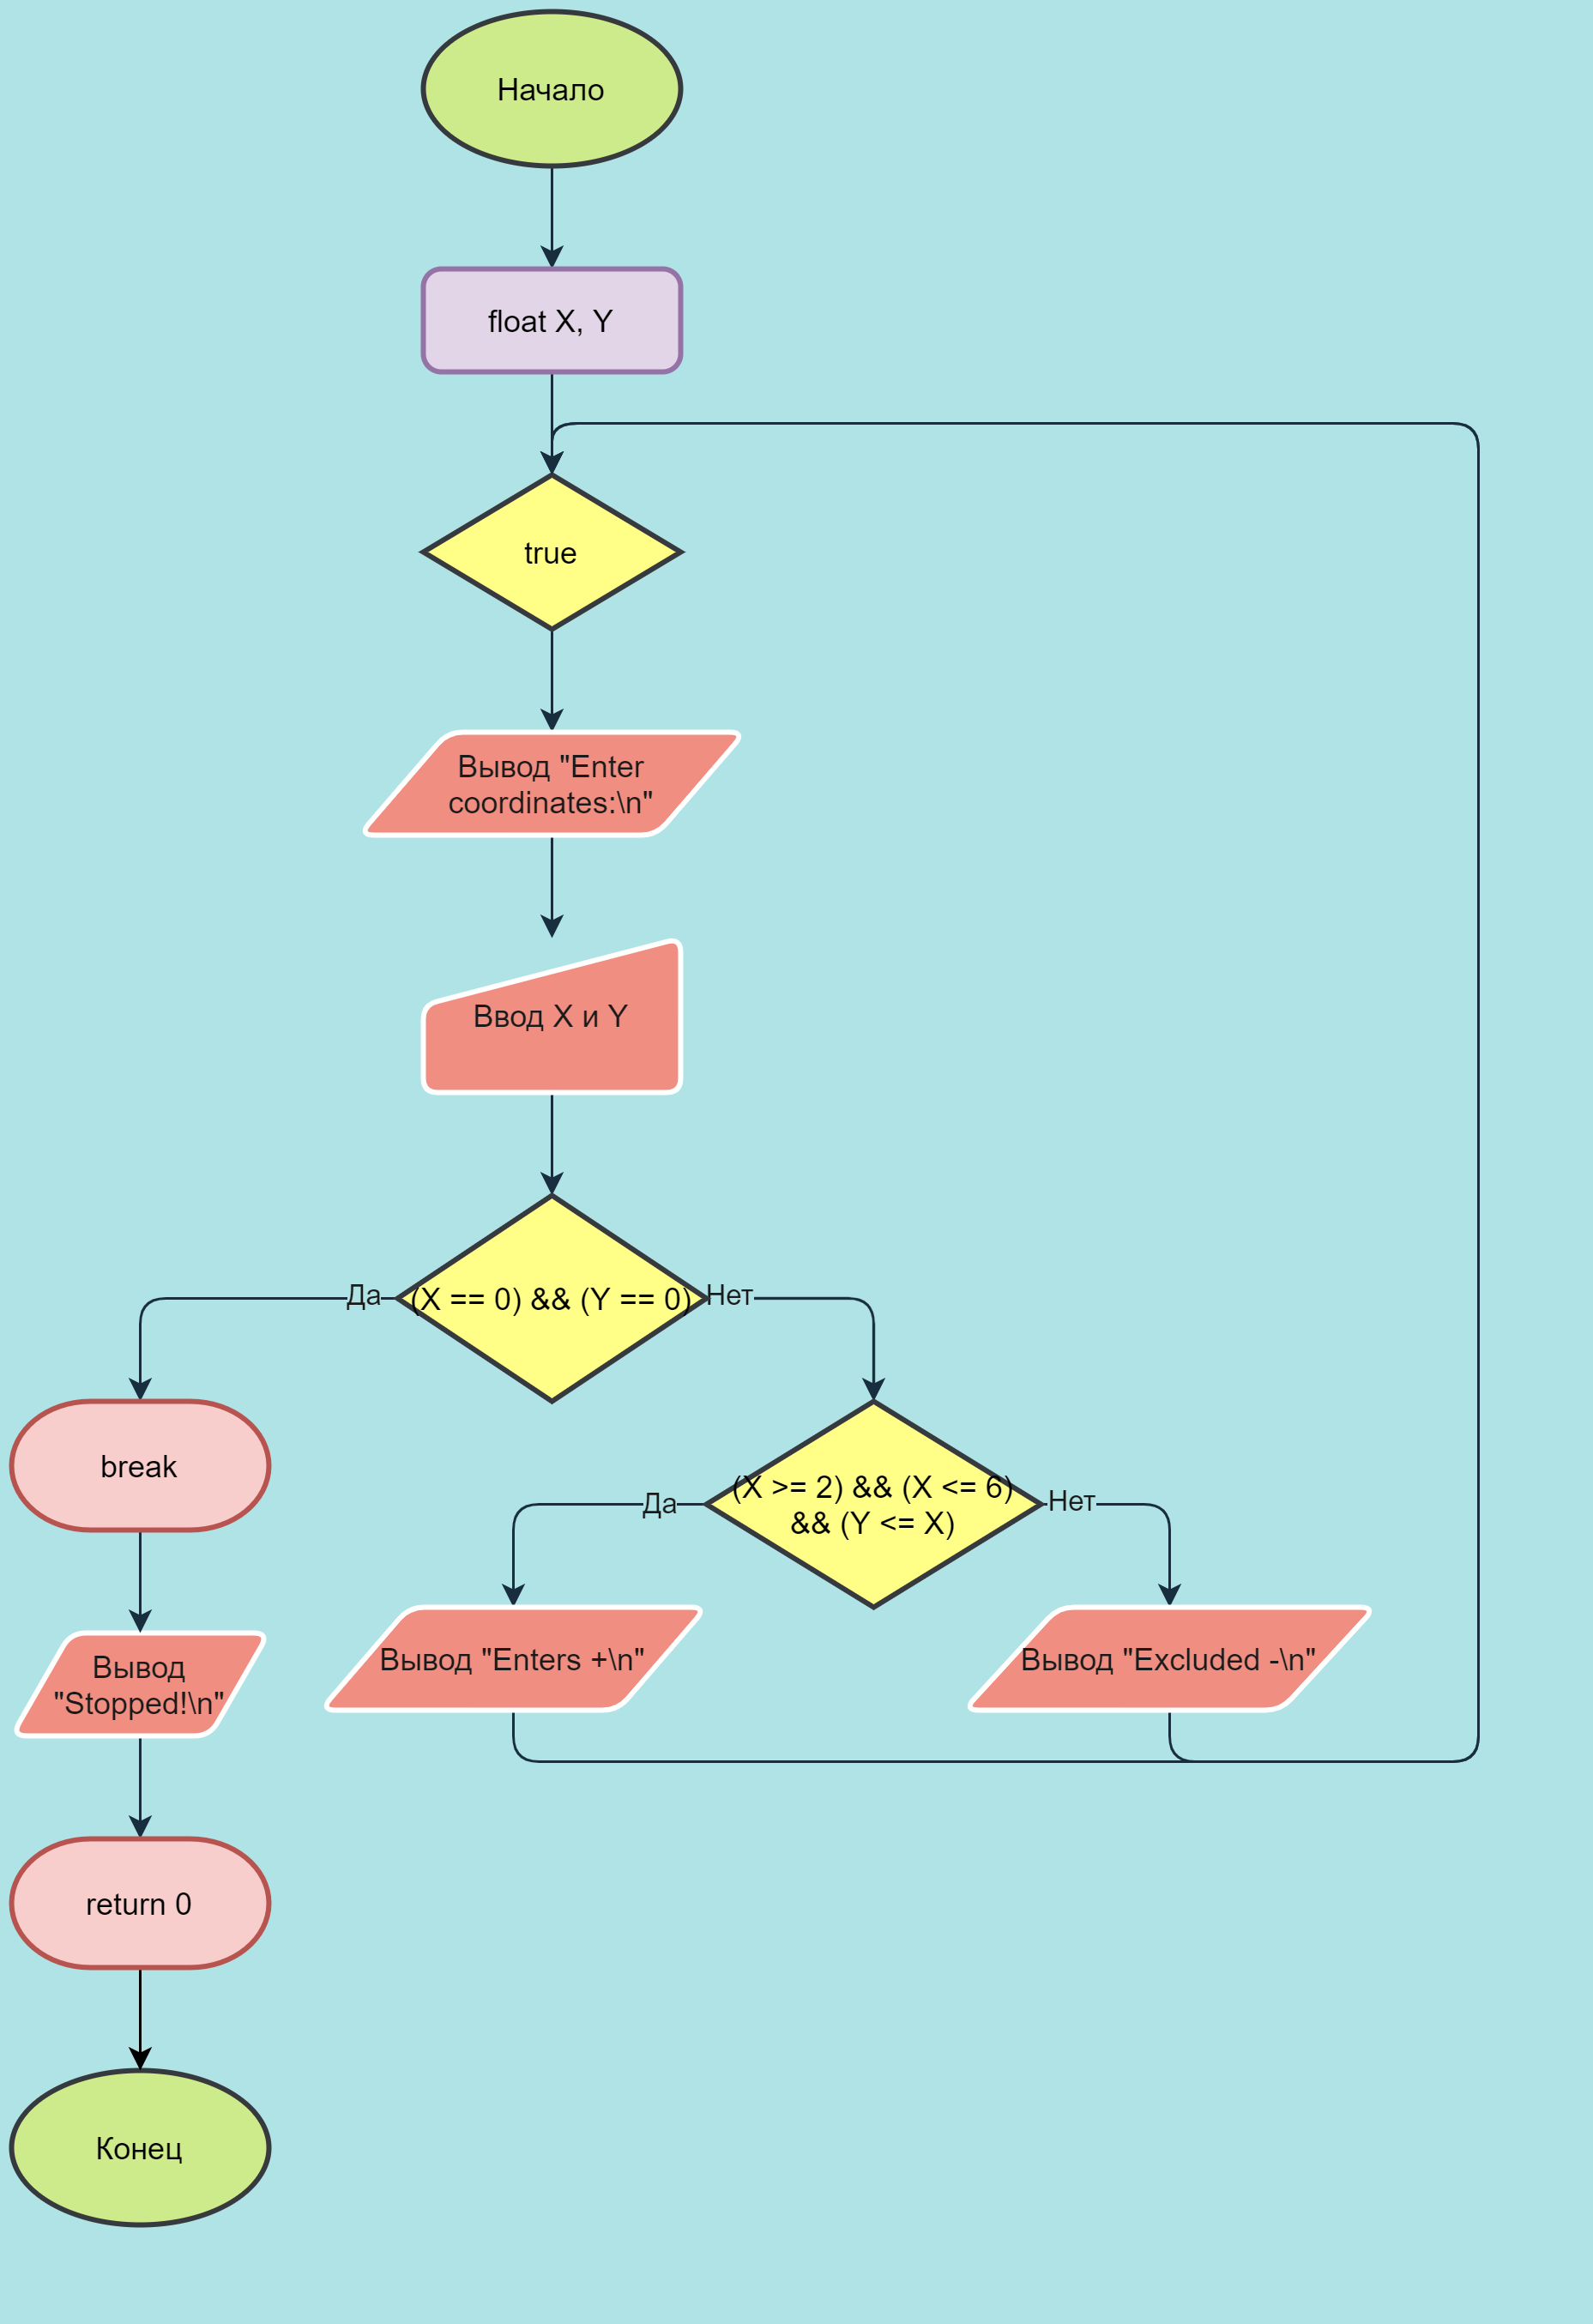 Начало
float X, Y
true
Вывод "Enter
coordinates:\n"
Ввод X и Y
Да
(X == 0) && (Y == 0)
Нет
break
(X >= 2) && (X <= 6)
&& (Y <= X)
Да
Нет
Вывод
"Stopped!\n"
Вывод "Enters +\n"
Вывод "Excluded -\n"
return 0
Конец